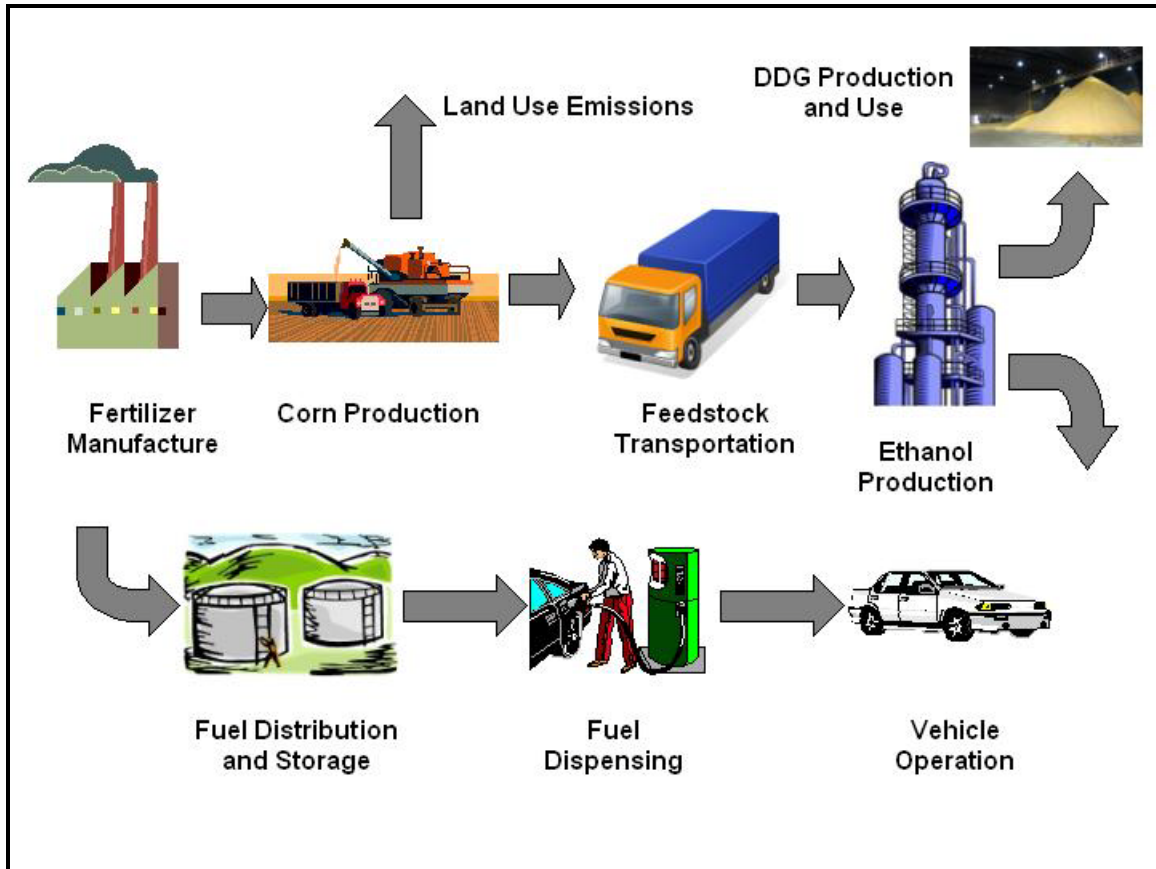 DDG Production
and Use
Land Use Emissions
Fertilizer
Manufacture
Corn Production
Feedstock
Transportation
Ethanol
Production
Fuel Distribution
and Storage
Fuel
Dispensing
Vehicle
Operation